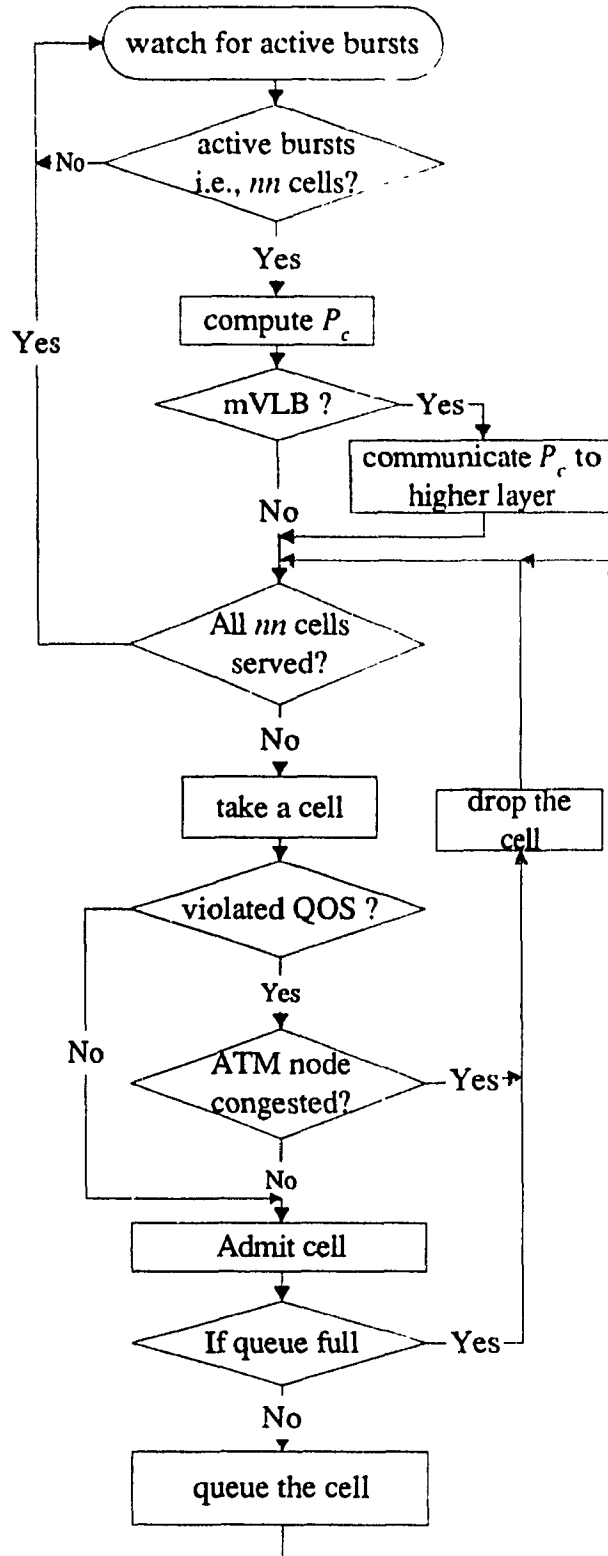 watch for active bursts
active bursts
i.e., nn cells?
No
Yes
compute P_c
Yes
mVLB ?
Yes
communicate P_c to
higher layer
No
All nn cells
served?
No
take a cell
drop the
cell
violated QOS ?
Yes
No
ATM node
congested?
Yes
No
Admit cell
If queue full
Yes
No
queue the cell